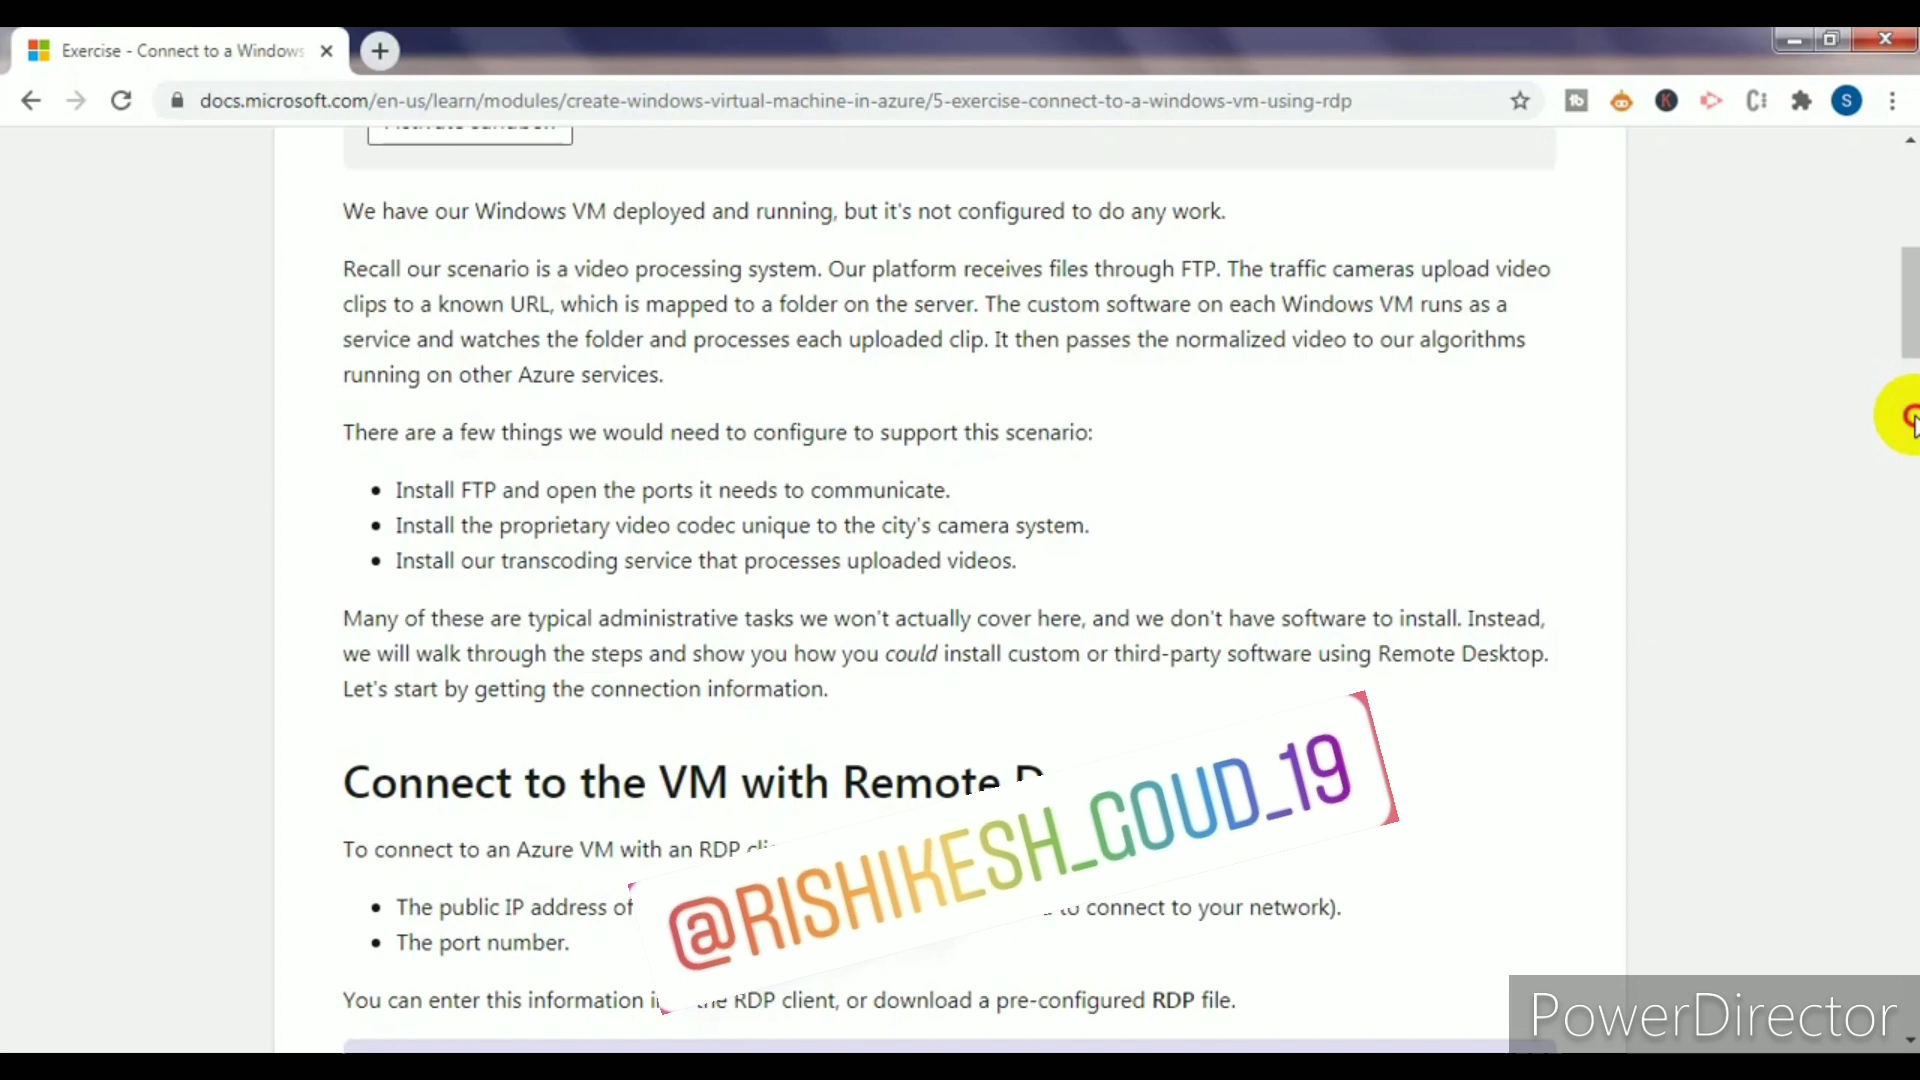 Exercise - Connect to a Windows
docs.microsoft.com/en-us/learn/modules/create-windows-virtual-machine-in-azure/5-exercise-connect-to-a-windows-vm-using-rdp
S
We have our Windows VM deployed and running, but it's not configured to do any work.
Recall our scenario is a video processing system. Our platform receives files through FTP. The traffic cameras upload video
clips to a known URL, which is mapped to a folder on the server. The custom software on each Windows VM runs as a
service and watches the folder and processes each uploaded clip. It then passes the normalized video to our algorithms
running on other Azure services.
There are a few things we would need to configure to support this scenario:
• Install FTP and open the ports it needs to communicate.
• Install the proprietary video codec unique to the city's camera system.
• Install our transcoding service that processes uploaded videos.
Many of these are typical administrative tasks we won't actually cover here, and we don't have software to install. Instead,
we will walk through the steps and show you how you could install custom or third-party software using Remote Desktop.
Let's start by getting the connection information.
Connect to the VM with Remote
To connect to an Azure VM with an RDP
• The public IP address of to connect to your network).
• The port number.
@RISHIKESH_GOUD_19
You can enter this information the RDP client, or download a pre-configured RDP file.
PowerDirector